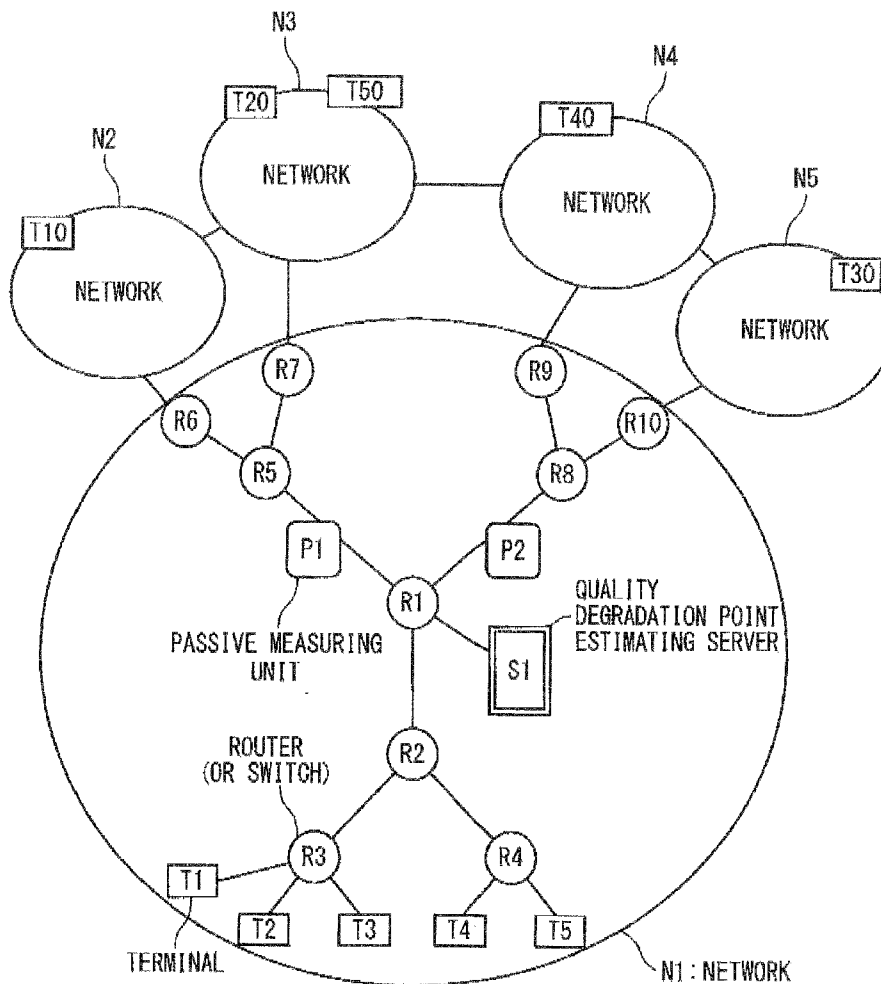 N3
N4
T20
T50
T40
N2
NETWORK
N5
NETWORK
T10
T30
NETWORK
NETWORK
R7
R9
R6
R10
R5
R8
P1
P2
R1
QUALITY
DEGRADATION POINT
ESTIMATING SERVER
PASSIVE MEASURING
UNIT
S1
R2
ROUTER
(OR SWITCH)
R3
R4
T1
T2
T3
T4
T5
TERMINAL
N1:NETWORK